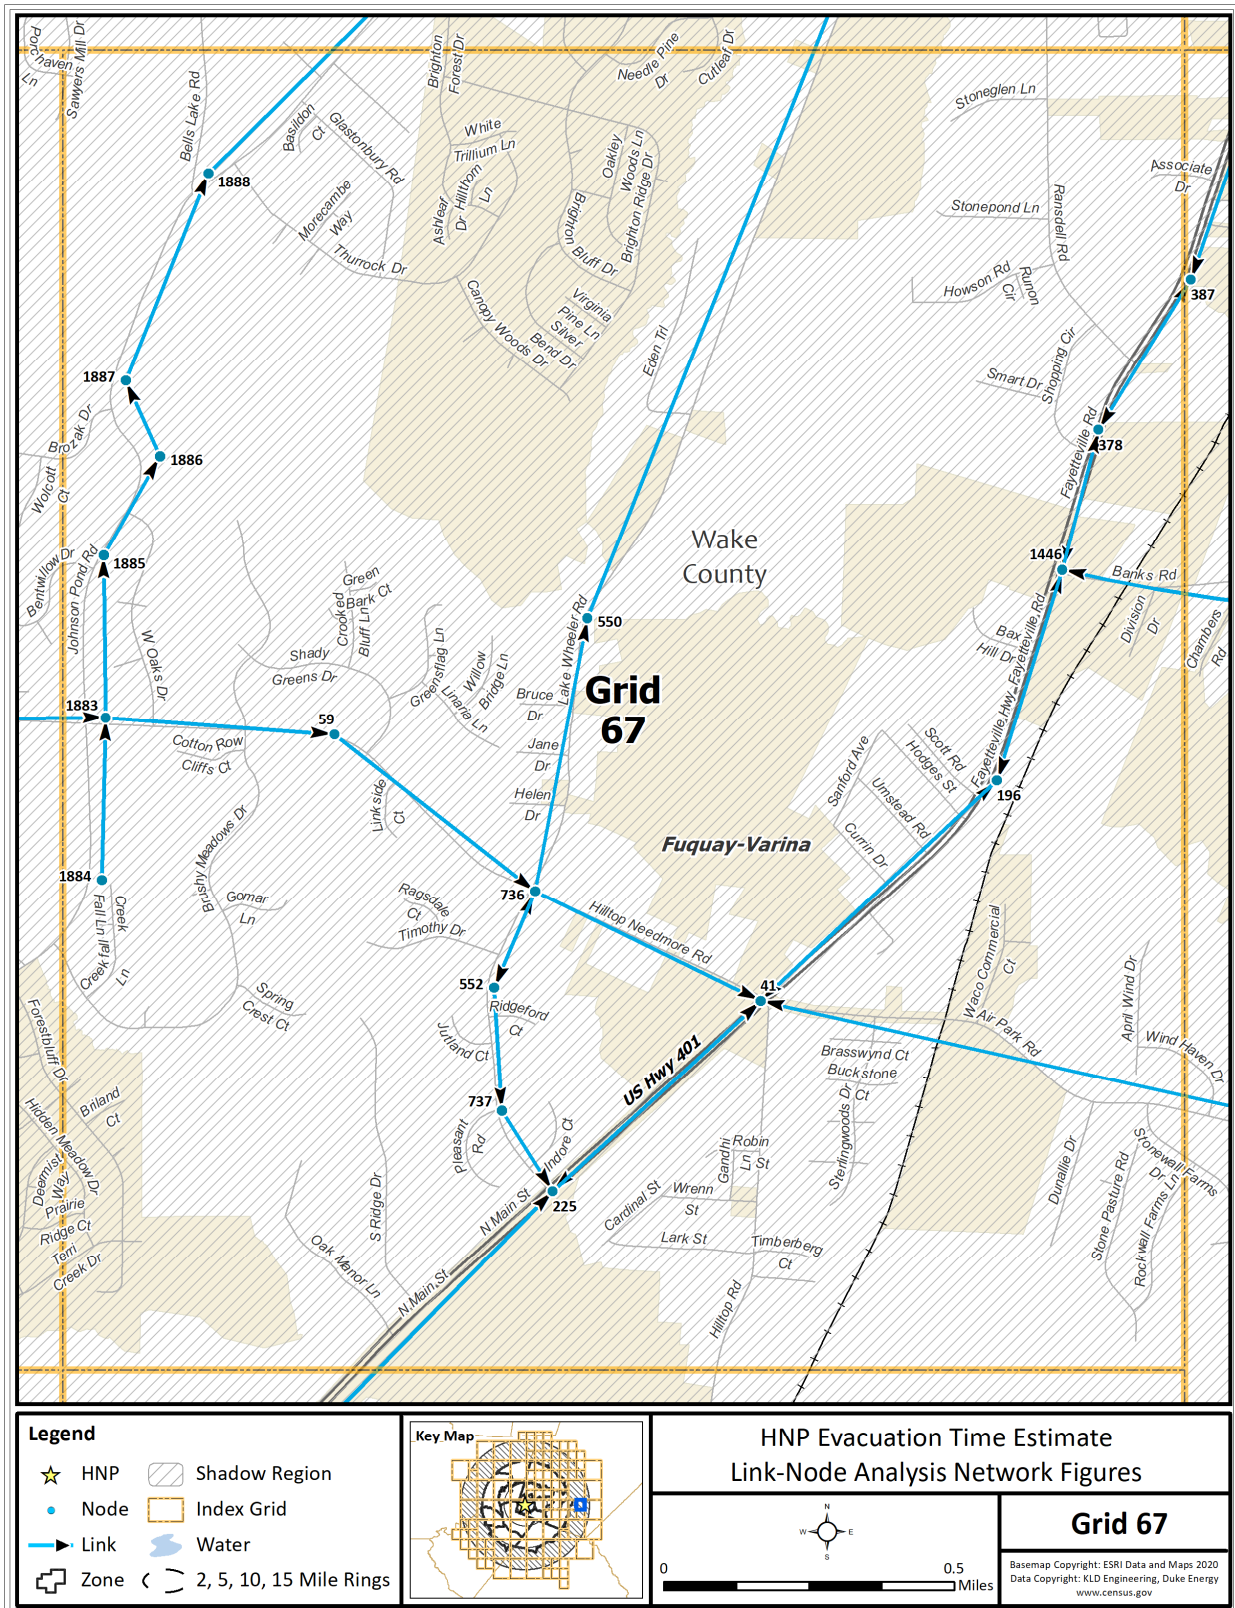 Porchaven
Ln
Sawyers Mill Dr
Bells Lake Rd
Basildon
Ct
Glastonbury Rd
Brighton
Forest Dr
White
Trillium Ln
Hillthorn
Ln
Ashleaf
Dr
Needle Pine
Dr
Cutleaf Dr
Oakley
Woods Ln
Brighton Ridge Dr
Brighton
Bluff Dr
Stoneglen Ln
Associate
Dr
Stonepond Ln
Ransdell Rd
1888
Morecambe
Way
Thurrock Dr
Canopy Woods Dr
Virginia
Pine Ln
Silver
Bend Dr
Eden Trl
Howson Rd
Runon
Cir
387
Shopping Cir
Smart Dr
1887
Brozak Dr
Wolcott
Ct
1886
Fayetteville Rd
378
Wake
County
1446
Banks Rd
Bentwillow Dr
Johnson Pond Rd
1885
W Oaks Dr
Green
Bark Ct
Crooked
Bluff Ln
Shady
Greens Dr
Greensflag Ln
Willow
Bridge Ln
Linaria Ln
Lake Wheeler Rd
550
Bruce
Dr
Jane
Dr
Helen
Dr
Grid
67
Bax
Hill Dr
Fayetteville Rd
Fayetteville Hwy
Division
Dr
Chambers
Rd
1883
59
Cotton Row
Cliffs Ct
Linkside
Ct
Sanford Ave
Scott Rd
Hodges St
Umstead Rd
Currin Dr
196
Fuquay-Varina
Brushy Meadows Dr
1884
Creek
Fall Ln
Creekfall
Ln
Gomar
Ln
Ragsdale
Ct
Timothy Dr
736
Hilltop Needmore Rd
Waco Commercial
Ct
552
Ridgeford
Ct
41
Spring
Crest Ct
Jutland Ct
Air Park Rd
April Wind Dr
Wind Haven Dr
Forestbluff Dr
US Hwy 401
Brasswynd Ct
Buckstone
Ct
Sterlingwoods Dr
Briland
Ct
Hidden Meadow Dr
737
Pleasant
Rd
Indore Ct
Robin
St
Gandhi
Ln
Dunallie Dr
Stonewall Farms
Dr
Stone Pasture Rd
Rockwall Farms Ln
Deermist
Way
Prairie
Ridge Ct
Terri
Creek Dr
S Ridge Dr
N Main St
225
Cardinal St
Wrenn
St
Lark St
Timberberg
Ct
Oak Manor Ln
N Main St
Hilltop Rd
Legend
HNP
Shadow Region
Node
Index Grid
Link
Water
Zone
2, 5, 10, 15 Mile Rings
Key Map
HNP Evacuation Time Estimate
Link-Node Analysis Network Figures
N
W E
S
0 0.5
Miles
Grid 67
Basemap Copyright: ESRI Data and Maps 2020
Data Copyright: KLD Engineering, Duke Energy
www.census.gov